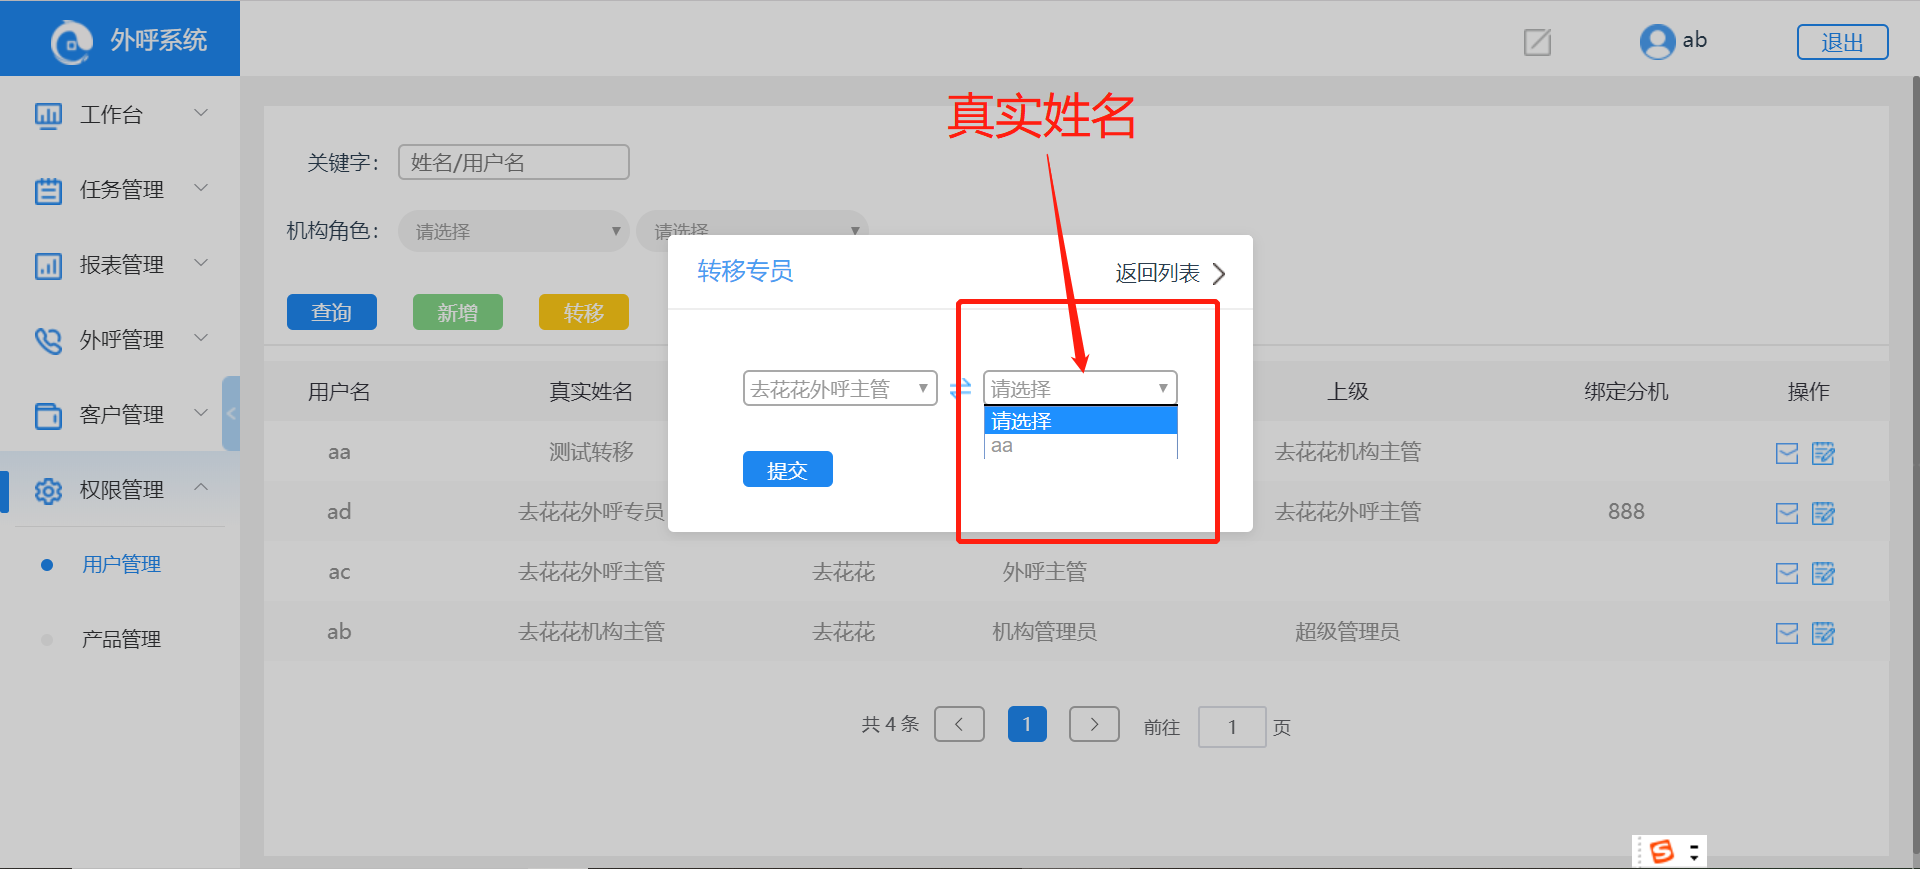 外呼系统
ab
退出
工作台
任务管理
报表管理
外呼管理
客户管理
权限管理
用户管理
产品管理
真实姓名
关键字：
姓名/用户名
机构角色：
请选择
请选择
查询
新增
转移
转移专员
返回列表
去花花外呼主管
请选择
请选择
aa
提交
用户名 真实姓名 上级 绑定分机 操作
aa 测试转移 去花花机构主管
ad 去花花外呼专员 去花花外呼主管 888
ac 去花花外呼主管 去花花 外呼主管
ab 去花花机构主管 去花花 机构管理员 超级管理员
共 4 条 1 前往 1 页